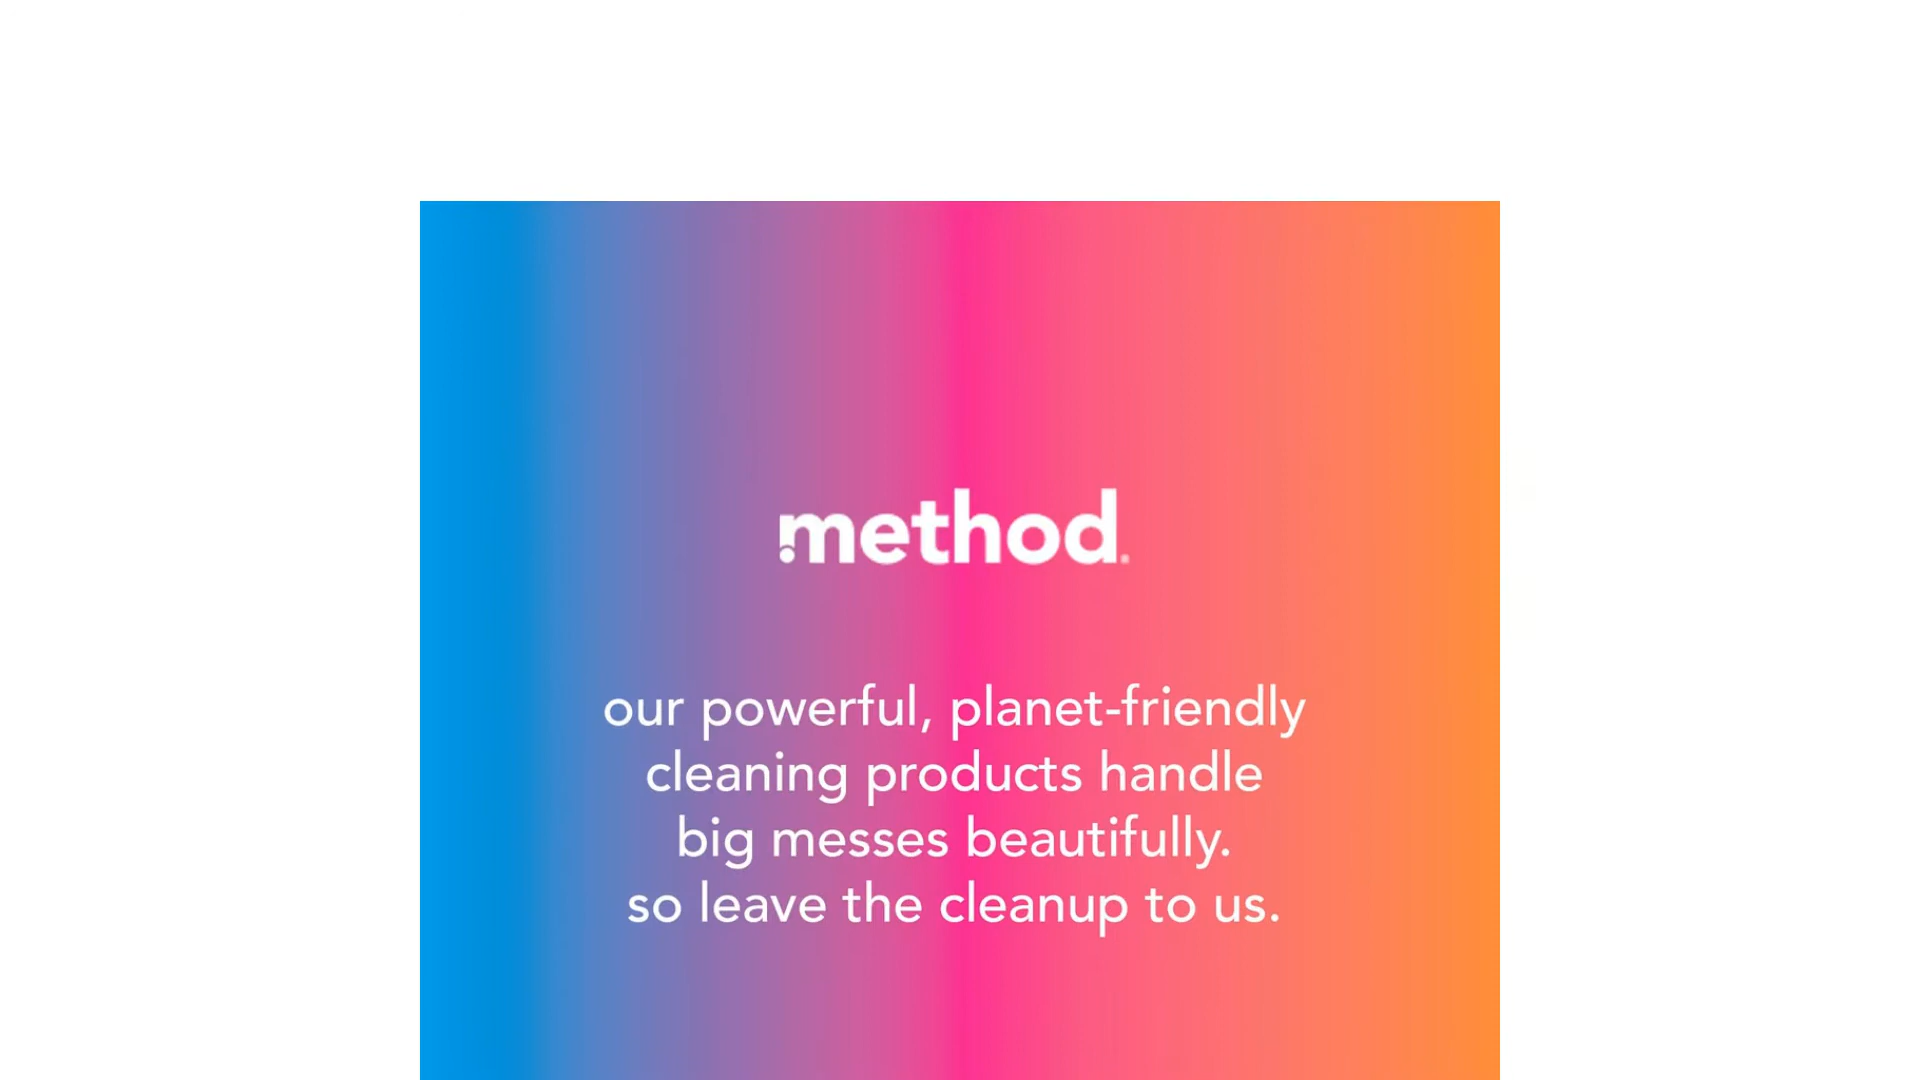 method.
our powerful, planet-friendly
cleaning products handle
big messes beautifully.
so leave the cleanup to us.